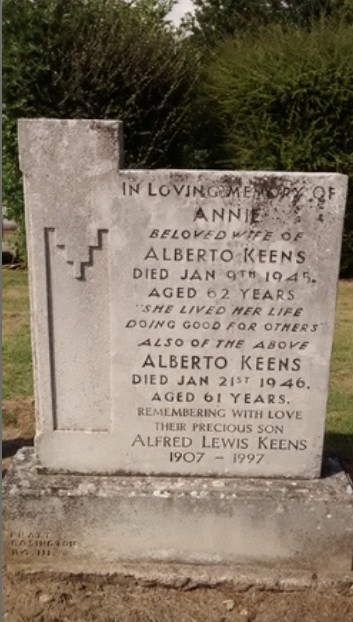 IN LOVING MEMORY OF
ANNIE
BELOVED WIFE OF
ALBERTO KEENS
DIED JAN 9TH 1945.
AGED 62 YEARS
"SHE LIVED HER LIFE
DOING GOOD FOR OTHERS"
ALSO OF THE ABOVE
ALBERTO KEENS
DIED JAN 21ST 1946.
AGED 61 YEARS.
REMEMBERING WITH LOVE
THEIR PRECIOUS SON
ALFRED LEWIS KEENS
1907 - 1997
PRATT